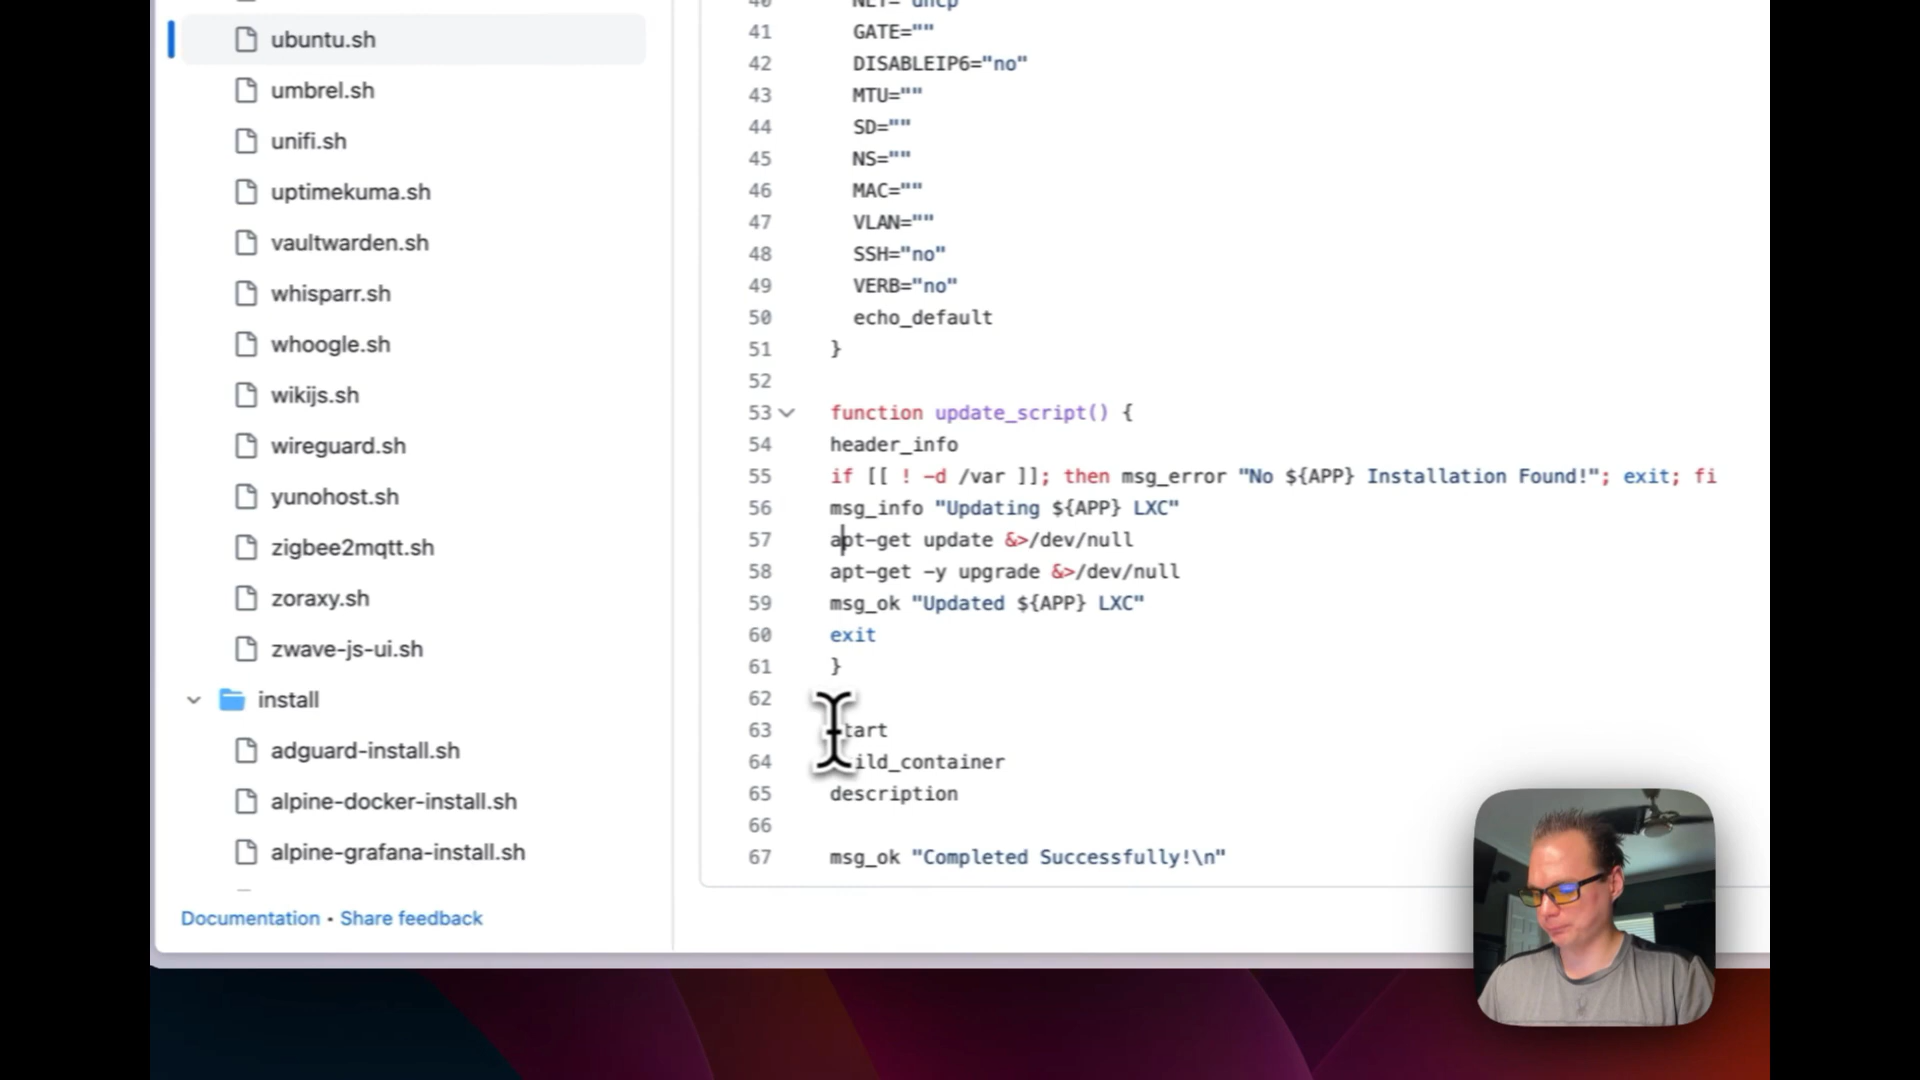 ubuntu.sh
umbrel.sh
unifi.sh
uptimekuma.sh
vaultwarden.sh
whisparr.sh
whoogle.sh
wikijs.sh
wireguard.sh
yunohost.sh
zigbee2mqtt.sh
zoraxy.sh
zwave-js-ui.sh
install
adguard-install.sh
alpine-docker-install.sh
alpine-grafana-install.sh
Documentation • Share feedback
41 GATE=""
42 DISABLEIP6="no"
43 MTU=""
44 SD=""
45 NS=""
46 MAC=""
47 VLAN=""
48 SSH="no"
49 VERB="no"
50 echo_default
51 }
52
53 function update_script() {
54 header_info
55 if [[ ! -d /var ]]; then msg_error "No ${APP} Installation Found!"; exit; fi
56 msg_info "Updating ${APP} LXC"
57 apt-get update &>/dev/null
58 apt-get -y upgrade &>/dev/null
59 msg_ok "Updated ${APP} LXC"
60 exit
61 }
62
63 tart
64 ild_container
65 description
66
67 msg_ok "Completed Successfully!\n"